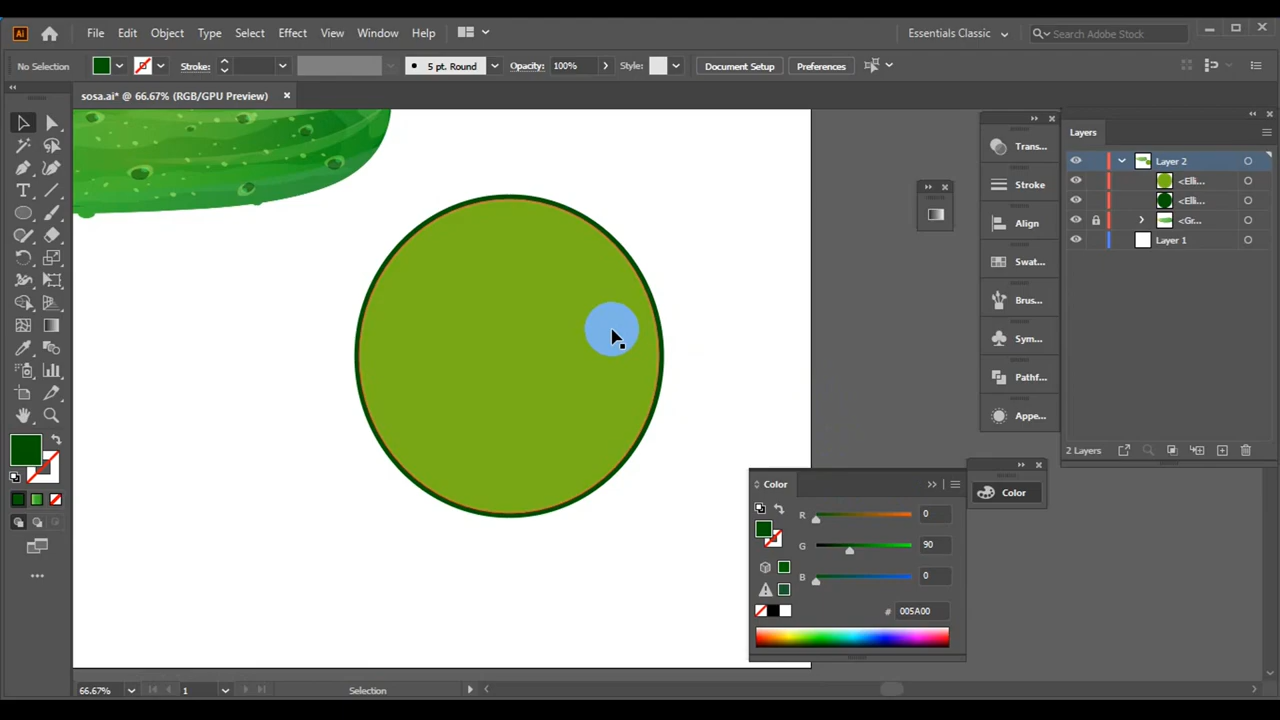 Ai File Edit Object Type Select Effect View Window Help Essentials Classic Search Adobe Stock
No Selection Stroke: 5 pt. Round Opacity: 100% Style: Document Setup Preferences
sosa.ai* @ 66.67% (RGB/GPU Preview)
Layers
Layer 2
<Elli...
<Elli...
<Gr...
Layer 1
2 Layers
Trans...
Stroke
Align
Swat...
Brus...
Sym...
Pathf...
Appe...
Color
Color
R 0
G 90
B 0
# 005A00
66.67% 1 Selection